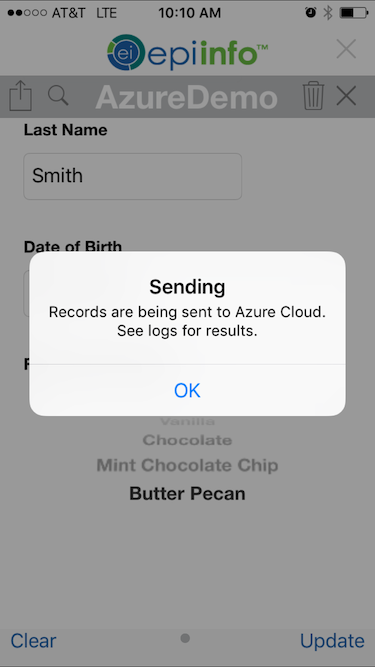 AT&T LTE 10:10 AM
ei epiinfo™
AzureDemo
Last Name
Smith
Date of Birth
Sending
Records are being sent to Azure Cloud.
See logs for results.
OK
F
Vanilla
Chocolate
Mint Chocolate Chip
Butter Pecan
Clear Update